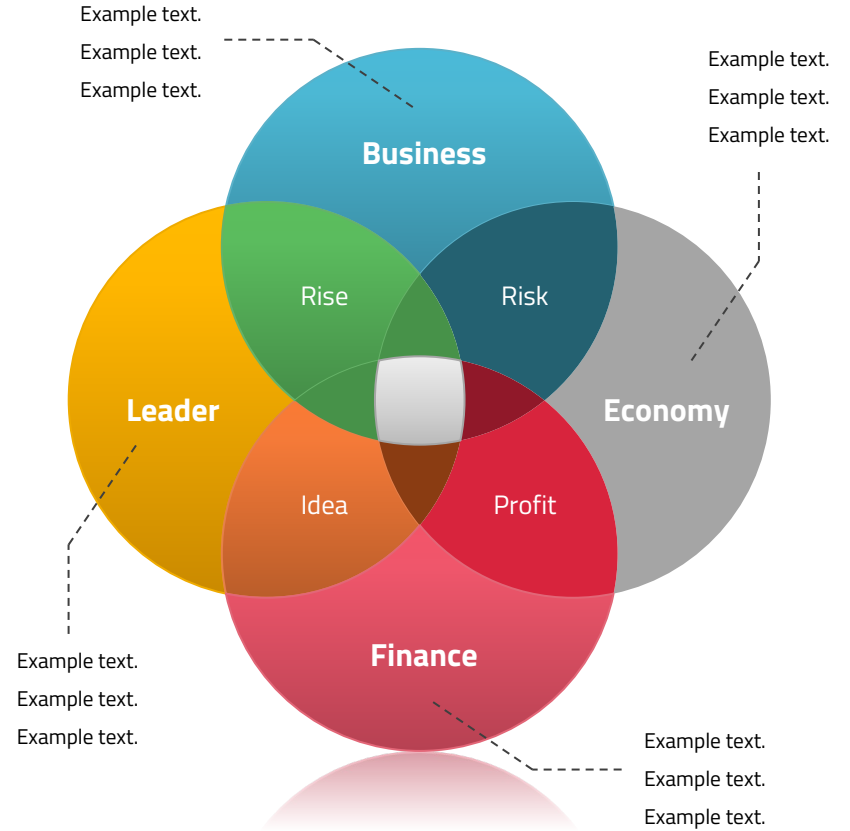 Example text.
Example text.
Example text.
Example text.
Example text.
Example text.
Business
Rise
Risk
Leader
Economy
Idea
Profit
Finance
Example text.
Example text.
Example text.
Example text.
Example text.
Example text.